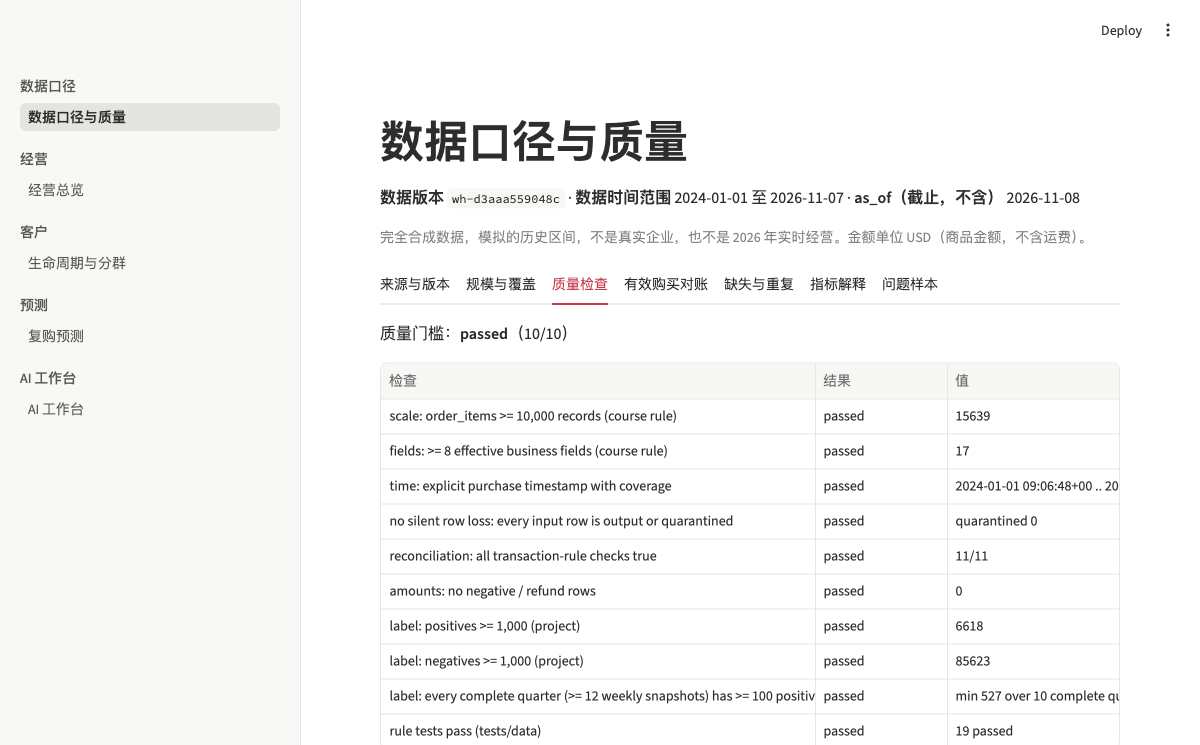 Deploy
数据口径
数据口径与质量
经营
经营总览
客户
生命周期与分群
预测
复购预测
AI 工作台
AI 工作台
数据口径与质量
数据版本 wh-d3aaa559048c · 数据时间范围 2024-01-01 至 2026-11-07 · as_of（截止，不含） 2026-11-08
完全合成数据，模拟的历史区间，不是真实企业，也不是 2026 年实时经营。金额单位 USD（商品金额，不含运费）。
来源与版本 规模与覆盖 质量检查 有效购买对账 缺失与重复 指标解释 问题样本
质量门槛：passed（10/10）
检查 结果 值
scale: order_items >= 10,000 records (course rule) passed 15639
fields: >= 8 effective business fields (course rule) passed 17
time: explicit purchase timestamp with coverage passed 2024-01-01 09:06:48+00 .. 20
no silent row loss: every input row is output or quarantined passed quarantined 0
reconciliation: all transaction-rule checks true passed 11/11
amounts: no negative / refund rows passed 0
label: positives >= 1,000 (project) passed 6618
label: negatives >= 1,000 (project) passed 85623
label: every complete quarter (>= 12 weekly snapshots) has >= 100 positiv passed min 527 over 10 complete qu
rule tests pass (tests/data) passed 19 passed